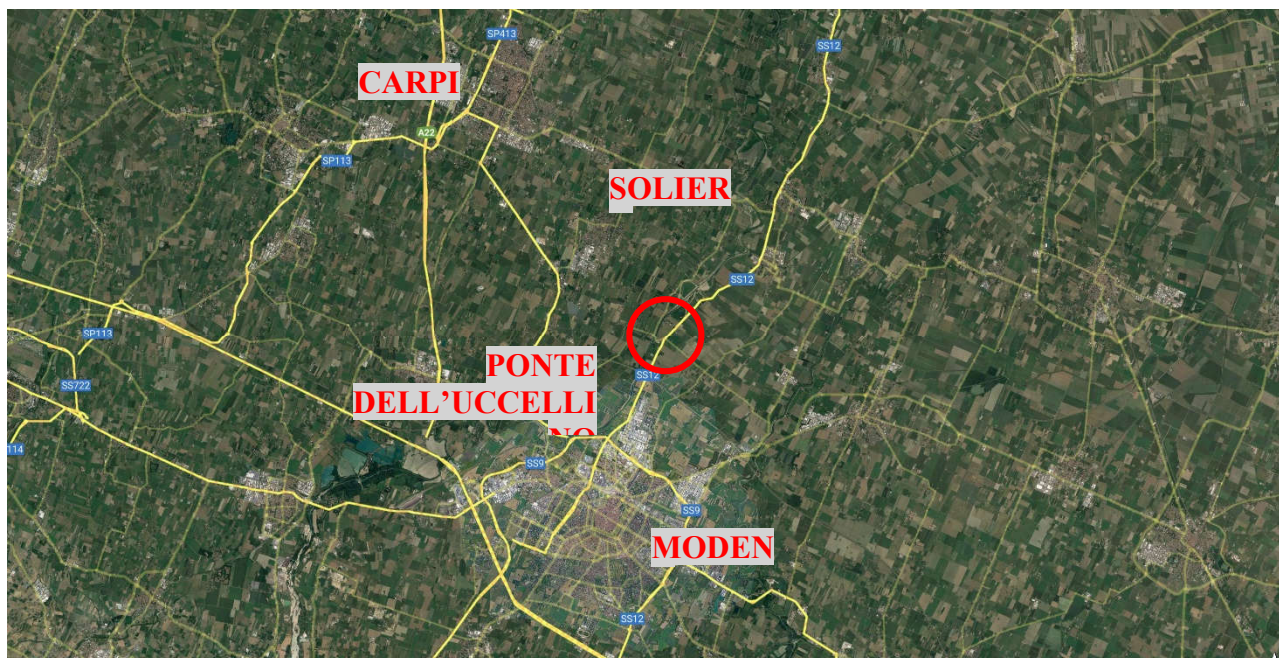 SP413
SS12
CARPI
A22
SP113
SOLIER
SS12
SP113
PONTE
SS12
DELL'UCCELLI
NO
SS722
114
SS9
SS9
MODEN
SS12